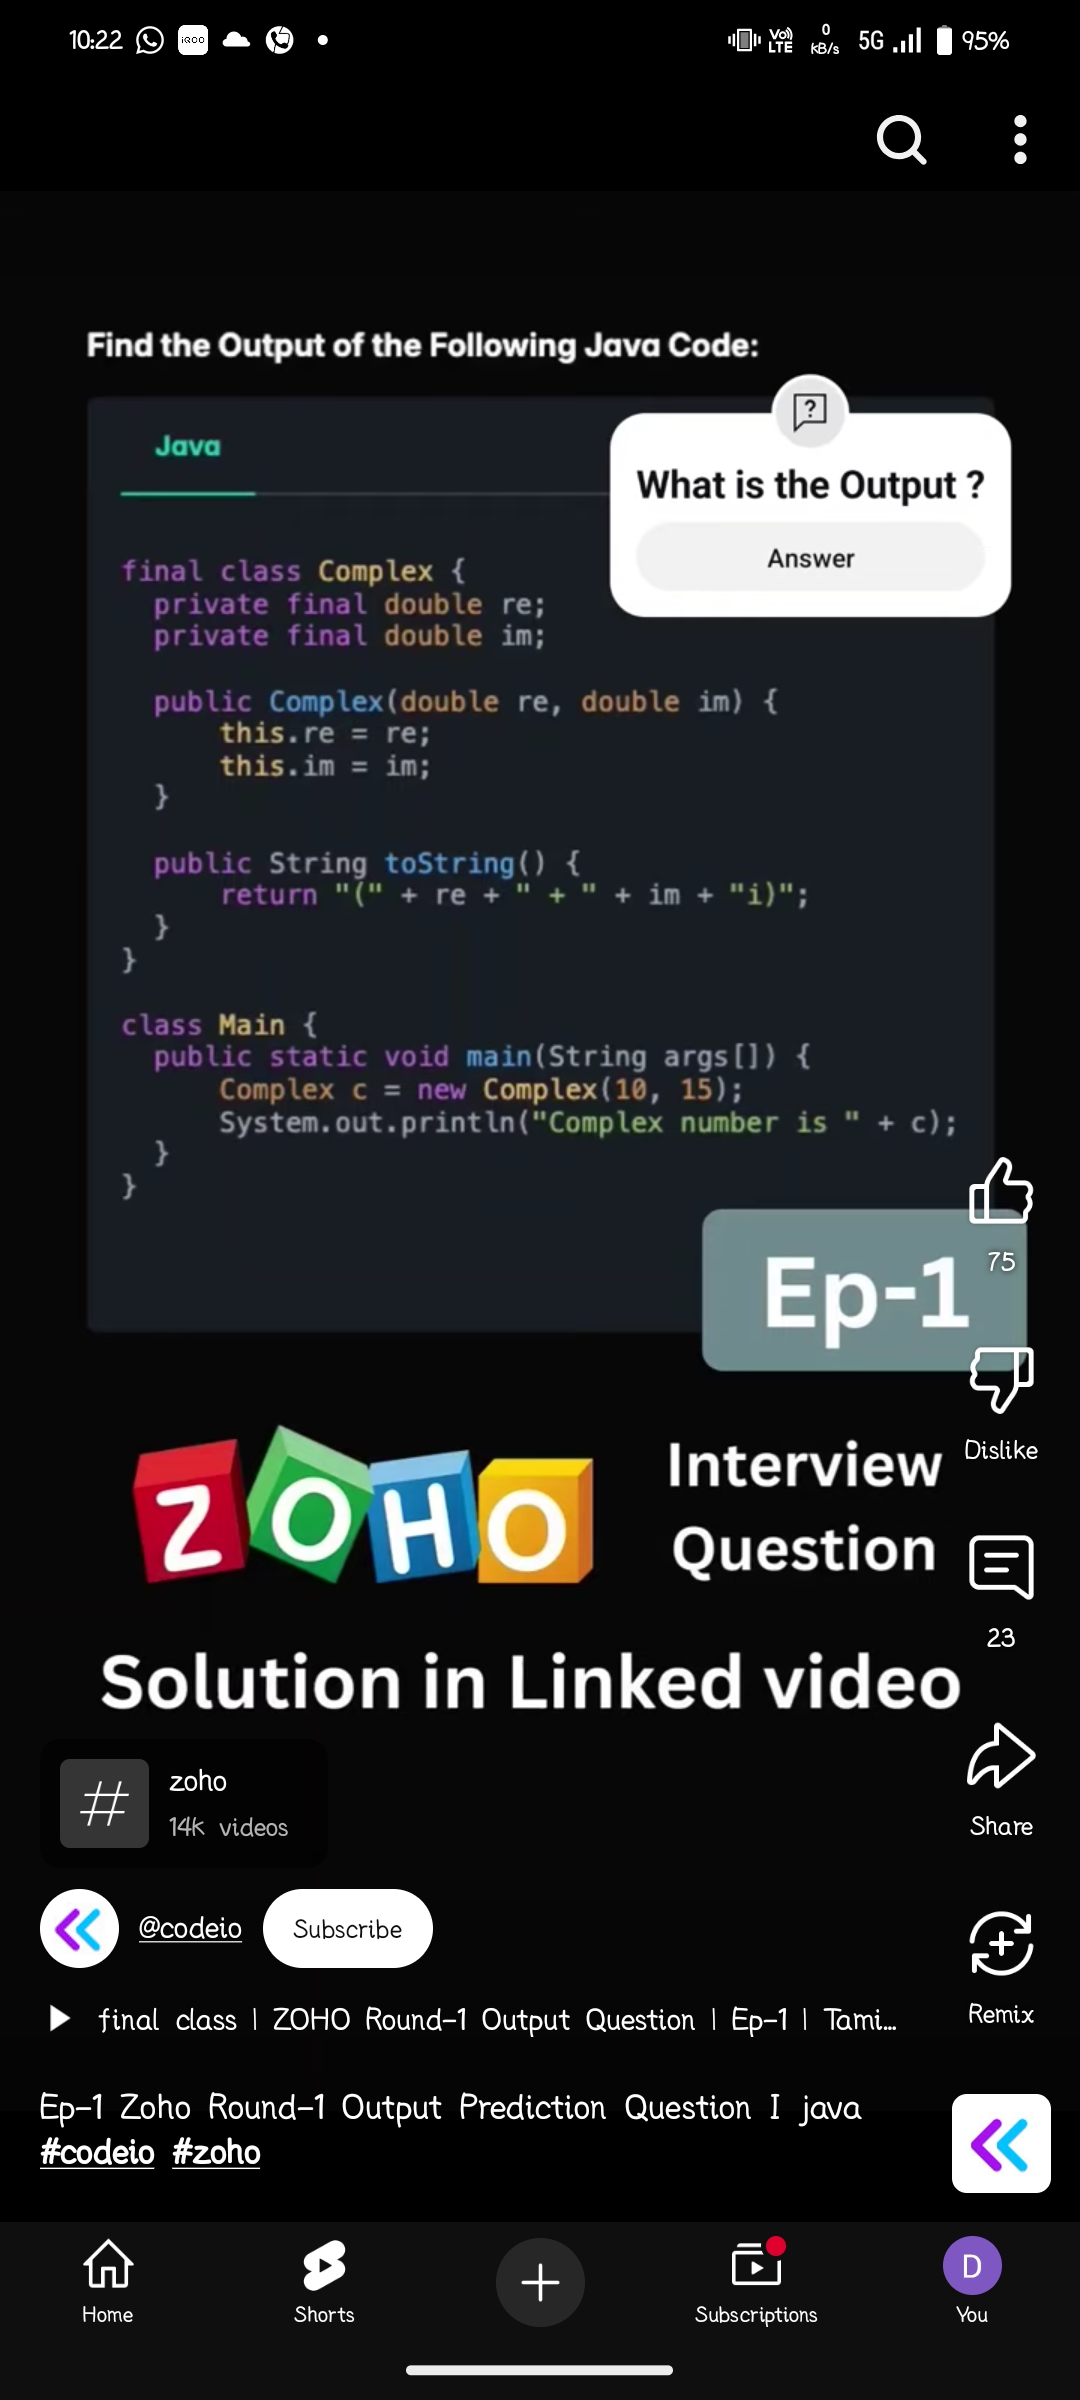 10:22
iQOO
Vo))
LTE
0
KB/s
5G
95%
Find the Output of the Following Java Code:
Java
?
What is the Output ?
Answer
final class Complex {
private final double re;
private final double im;
public Complex(double re, double im) {
this.re = re;
this.im = im;
}
public String toString() {
return "(" + re + " + " + im + "i)";
}
}
class Main {
public static void main(String args[]) {
Complex c = new Complex(10, 15);
System.out.println("Complex number is " + c);
}
}
75
Ep-1
Dislike
ZOHO
Interview
Question
23
Solution in Linked video
#
zoho
14k videos
Share
@codeio
Subscribe
Remix
final class | ZOHO Round-1 Output Question | Ep-1 | Tami...
Ep-1 Zoho Round-1 Output Prediction Question I java
#codeio #zoho
Home
Shorts
Subscriptions
D
You